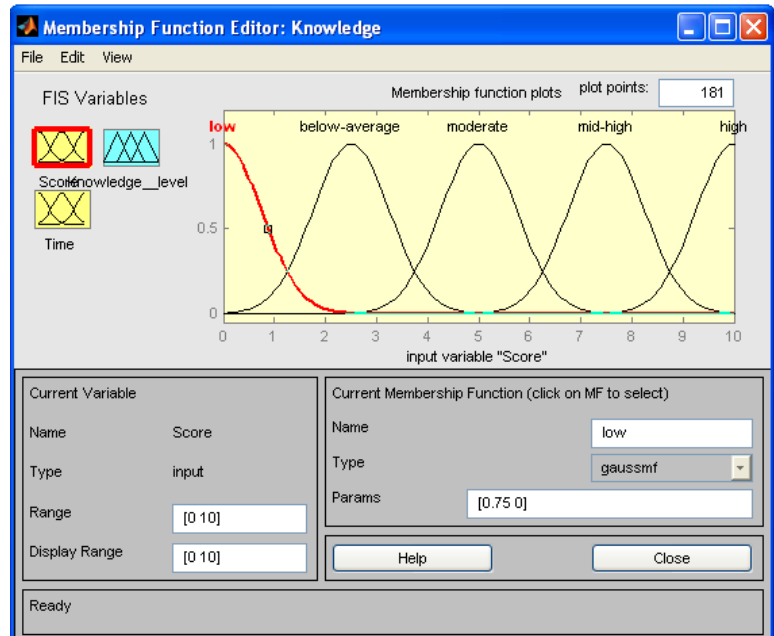 Membership Function Editor: Knowledge
File Edit View
FIS Variables
Membership function plots plot points: 181
low below-average moderate mid-high high
1
0.5
0
0 1 2 3 4 5 6 7 8 9 10
input variable "Score"
Score
knowledge__level
Time
Current Variable
Name Score
Type input
Range [0 10]
Display Range [0 10]
Current Membership Function (click on MF to select)
Name low
Type gaussmf
Params [0.75 0]
Help Close
Ready